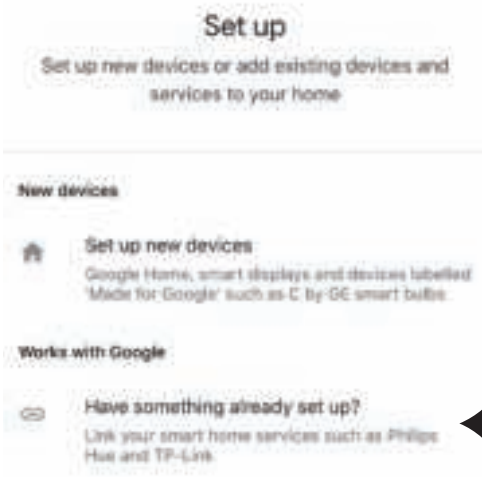 Set up
Set up new devices or add existing devices and
services to your home
New devices
Set up new devices
Google Home, smart displays and devices labelled
'Made for Google' such as C by GE smart bulbs
Works with Google
Have something already set up?
Link your smart home services such as Philips
Hue and TP-Link